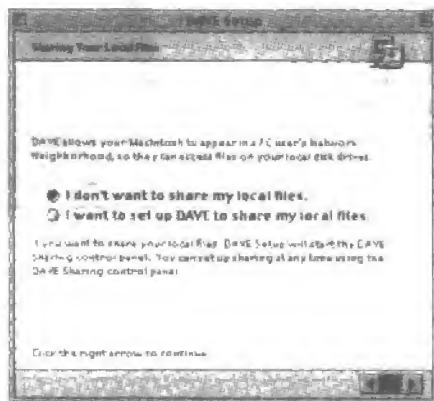 DAVE Setup
Sharing Your Local Files
DAVE allows your Macintosh to appear in a PC user's Network
Neighborhood, so they can access files on your local disk drives.
I don't want to share my local files.
I want to set up DAVE to share my local files.
If you want to share your local files, DAVE Setup will start the DAVE
Sharing control panel. You can set up sharing at any time using the
DAVE Sharing control panel.
Click the right arrow to continue.